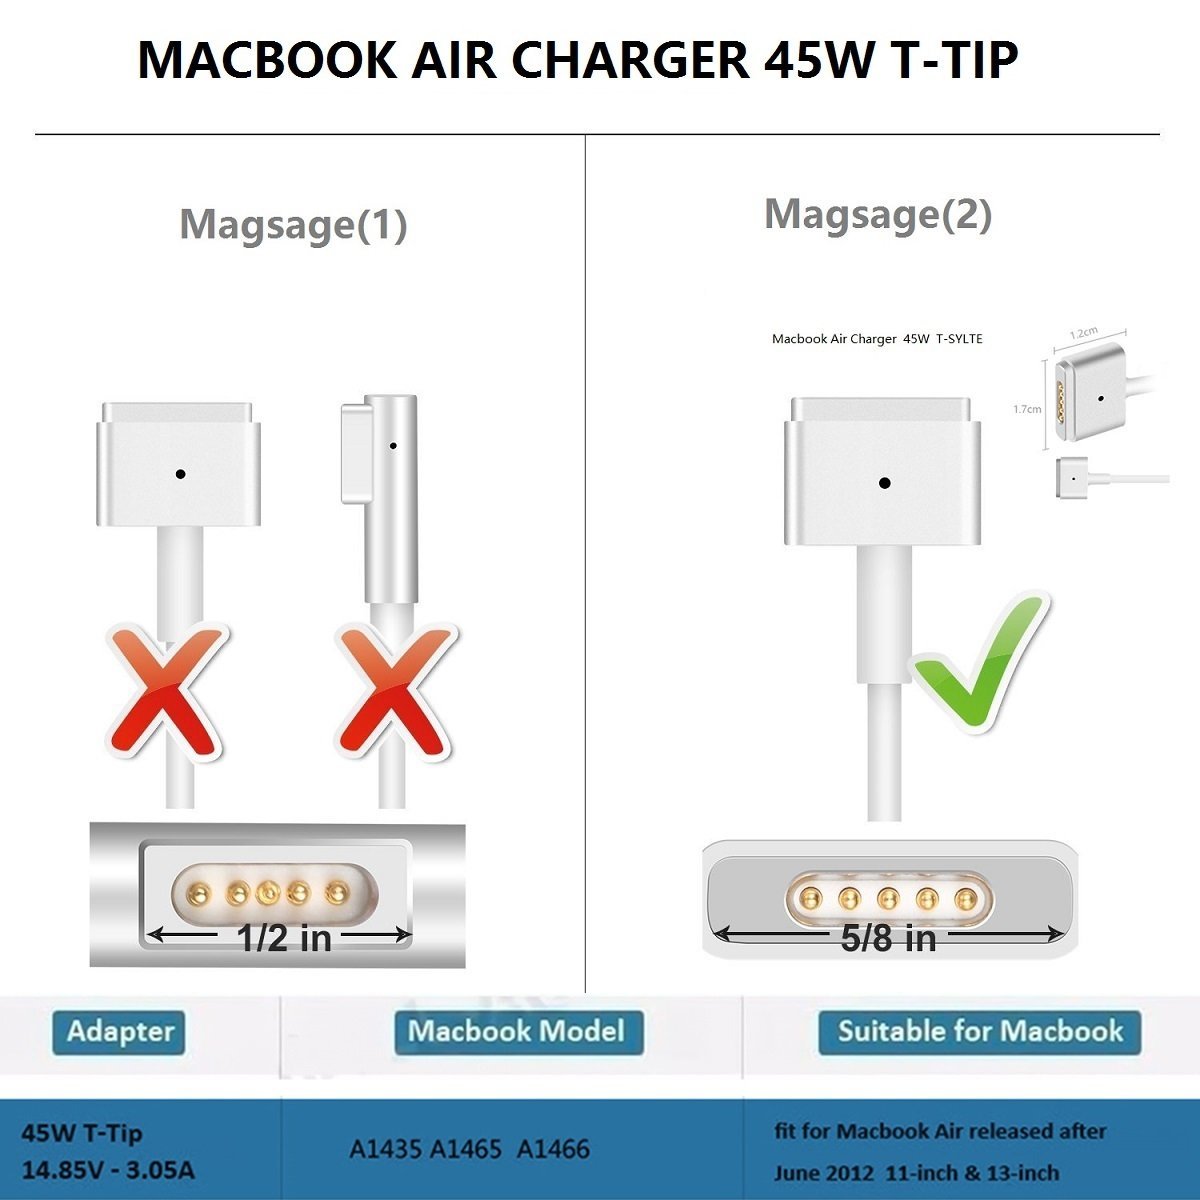 MACBOOK AIR CHARGER 45W T-TIP
Magsage(1)
Magsage(2)
Macbook Air Charger 45W T-SYLTE
1.2cm
1.7cm
1/2 in
5/8 in
Adapter
Macbook Model
Suitable for Macbook
45W T-Tip
14.85V - 3.05A
A1435 A1465 A1466
fit for Macbook Air released after
June 2012 11-inch & 13-inch